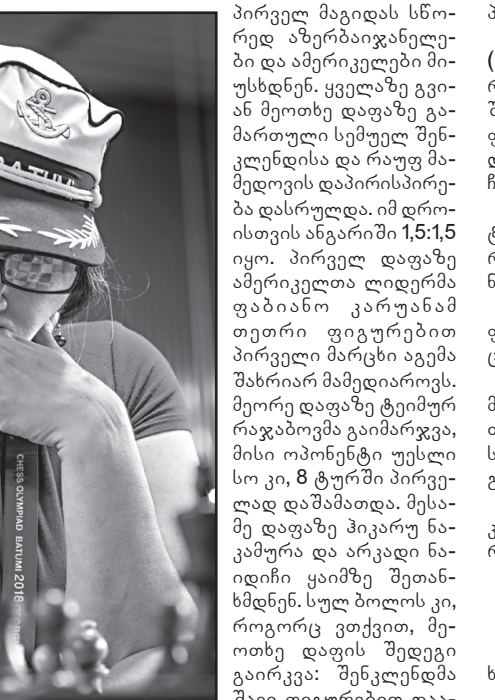 პირველ მაგიდას სწო-
რედ აზერბაიჯანელე-
ბი და ამერიკელები მი-
უსხდნენ. ყველაზე გვი-
ან მეოთხე დაფაზე გა-
მართული სემუელ შენ-
კლენდისა და რაუფ მა-
მედოვის დაპირისპირე-
ბა დასრულდა. იმ დრო-
ისთვის ანგარიში 1,5:1,5
იყო. პირველ დაფაზე
ამერიკელთა ლიდერმა
ფაბიანო კარუანამ
თეთრი ფიგურებით
პირველი მარცხი აგემა
შახრიარ მამედიაროვს.
მეორე დაფაზე ტეიმურ
რაჯაბოვმა გაიმარჯვა,
მისი ოპონენტი უესლი
სო კი, 8 ტურში პირვე-
ლად დაშამათდა. მესა-
მე დაფაზე ჰიკარუ ნა-
კამურა და არკადი ნა-
იდიჩი ყაიმზე შეთან-
ხმდნენ. სულ ბოლოს კი,
როგორც ვთქვით, მე-
ოთხე დაფის შედეგი
გაირკვა: შენკლენდმა
BATUMI
CHESS OLYMPIAD BATUMI 2018